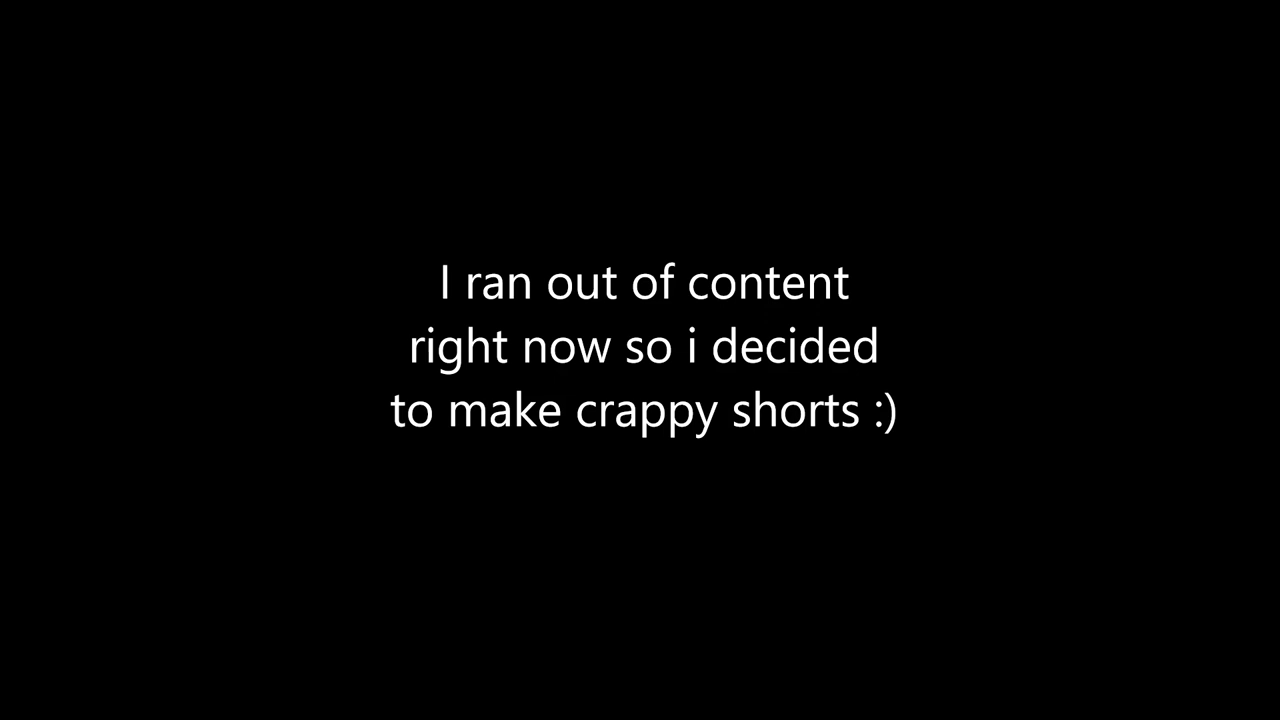 I ran out of content
right now so i decided
to make crappy shorts :)